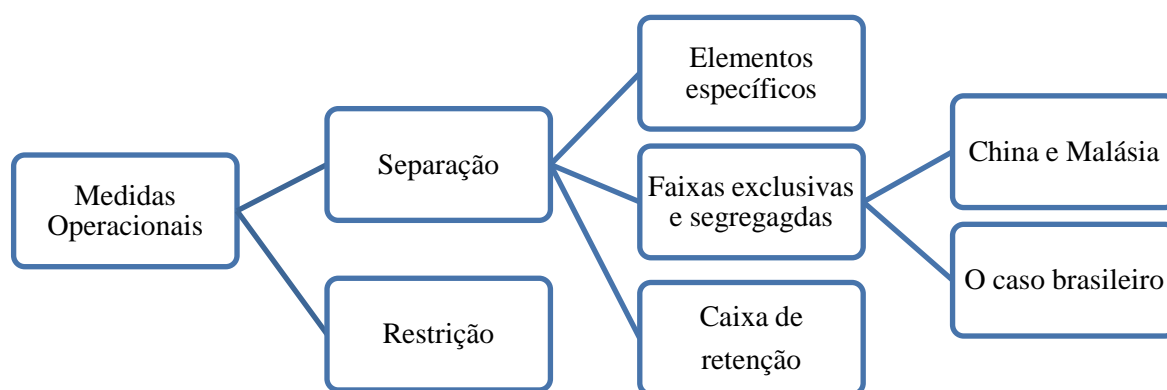 Medidas
Operacionais
Separação
Restrição
Elementos
específicos
Faixas exclusivas
e segregagdas
Caixa de
retenção
China e Malásia
O caso brasileiro